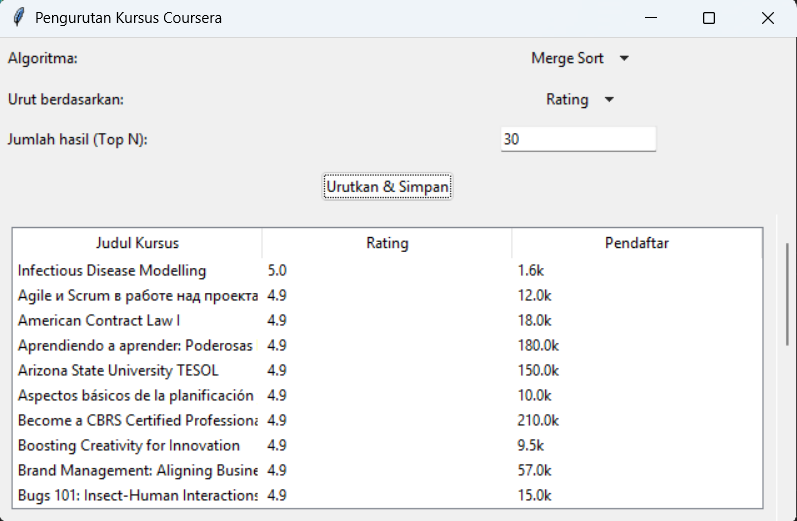 Pengurutan Kursus Coursera
Algoritma: Merge Sort
Urut berdasarkan: Rating
Jumlah hasil (Top N): 30
Urutkan & Simpan
Judul Kursus Rating Pendaftar
Infectious Disease Modelling 5.0 1.6k
Agile и Scrum в работе над проекта 4.9 12.0k
American Contract Law I 4.9 18.0k
Aprendiendo a aprender: Poderosas 4.9 180.0k
Arizona State University TESOL 4.9 150.0k
Aspectos básicos de la planificación 4.9 10.0k
Become a CBRS Certified Professiona 4.9 210.0k
Boosting Creativity for Innovation 4.9 9.5k
Brand Management: Aligning Busine 4.9 57.0k
Bugs 101: Insect-Human Interactions 4.9 15.0k